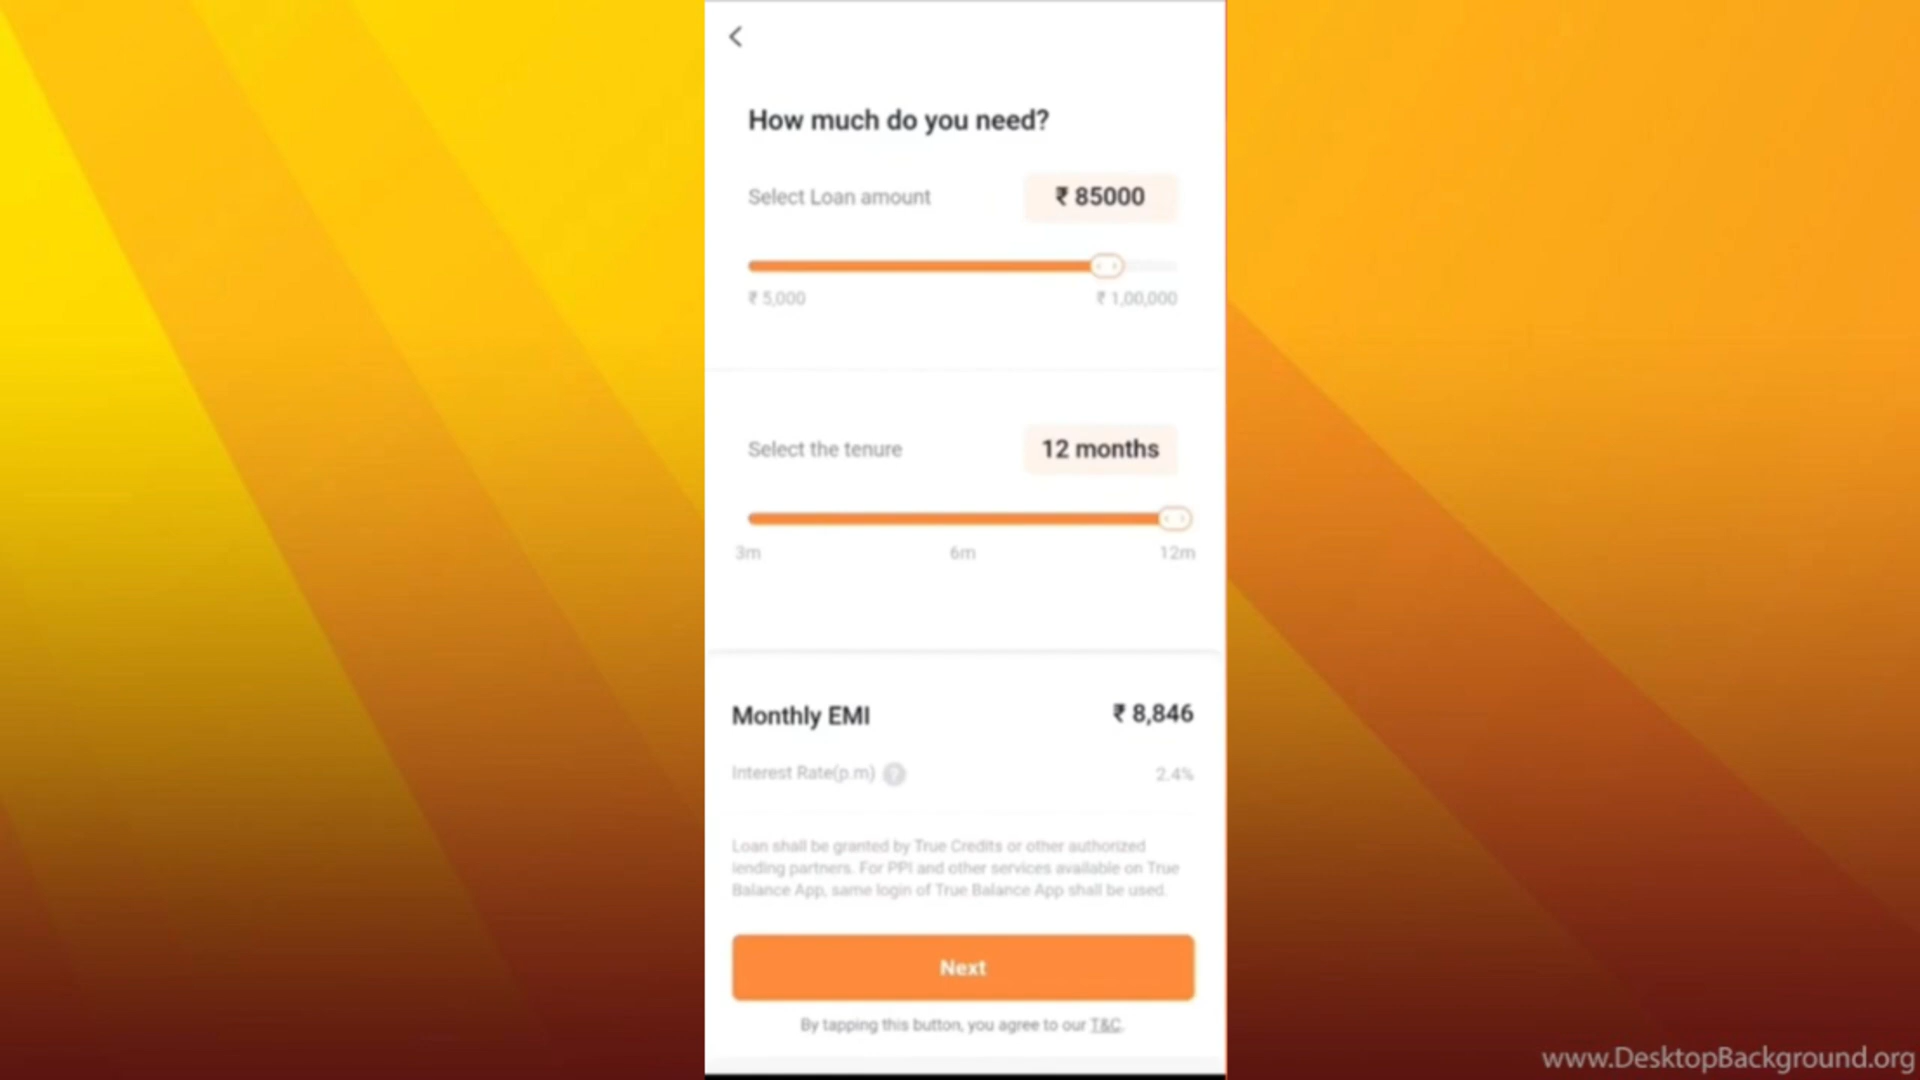 How much do you need?
Select Loan amount ₹ 85000
₹ 5,000 ₹ 1,00,000
Select the tenure 12 months
3m 6m 12m
Monthly EMI ₹ 8,846
Interest Rate(p.m) ? 2.4%
Loan shall be granted by True Credits or other authorized
lending partners. For PPI and other services available on True
Balance App, same login of True Balance App shall be used.
Next
By tapping this button, you agree to our T&C.
www.DesktopBackground.org